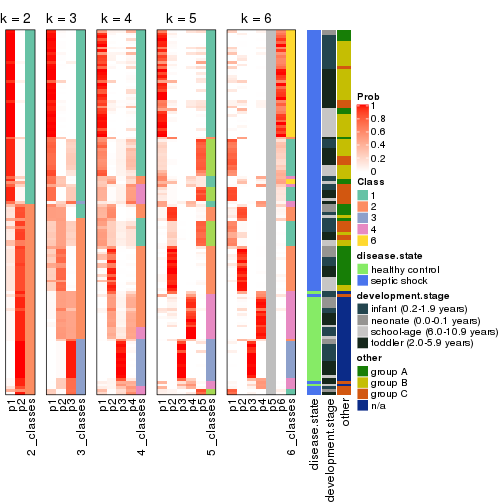 k = 2 k = 3 k = 4 k = 5 k = 6
Prob
1
0.8
0.6
0.4
0.2
0
Class
1
2
3
4
6
disease.state
healthy control
septic shock
development.stage
infant (0.2-1.9 years)
neonate (0.0-0.1 years)
school-age (6.0-10.9 years)
toddler (2.0-5.9 years)
other
group A
group B
group C
n/a
p1 p2 2_classes p1 p2 p3 3_classes p1 p2 p3 p4 4_classes p1 p2 p3 p4 p5 5_classes p1 p2 p3 p4 p5 p6 6_classes disease.state development.stage other